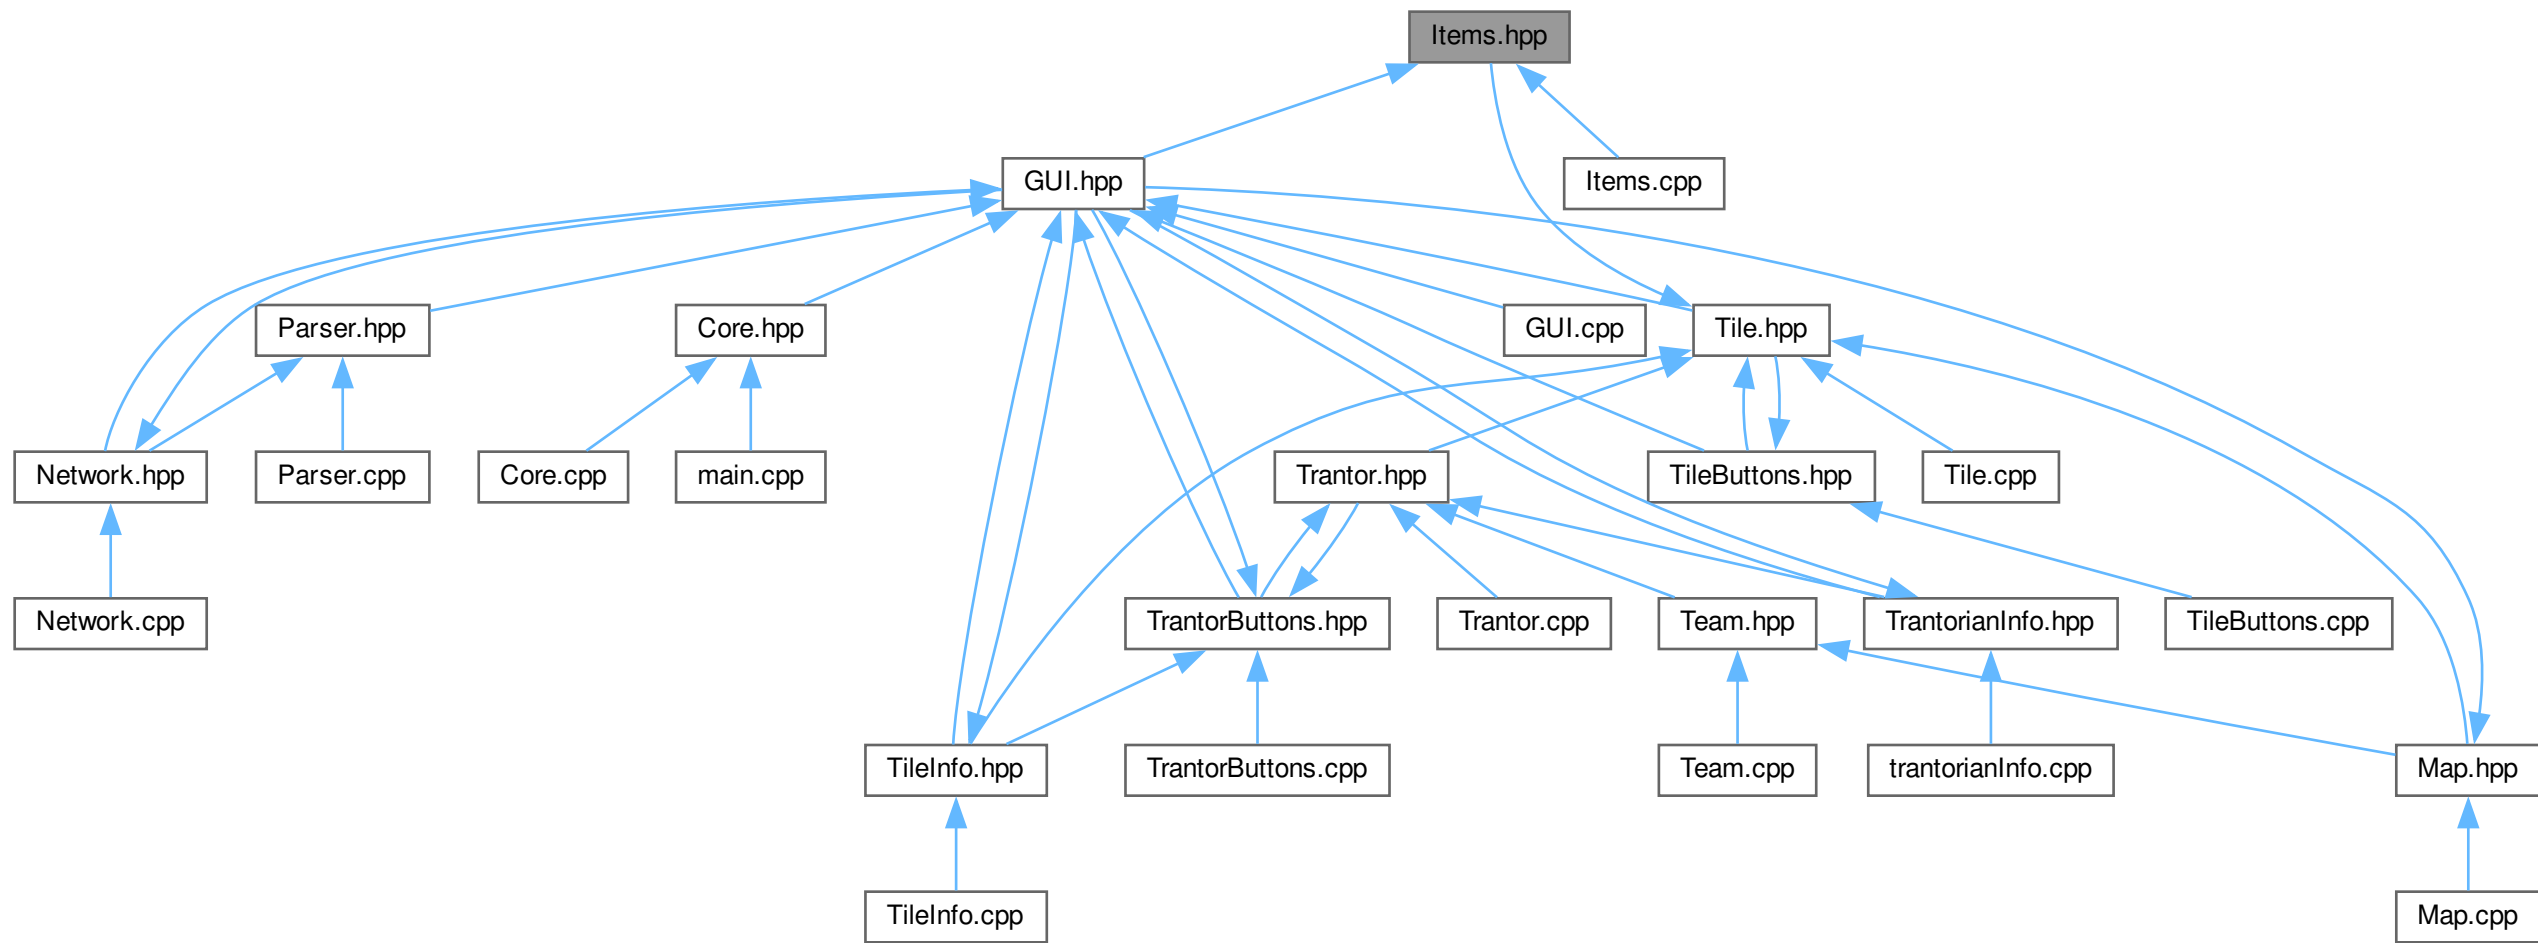 Items.hpp
GUI.hpp
Items.cpp
Parser.hpp
Core.hpp
GUI.cpp
Tile.hpp
Network.hpp
Parser.cpp
Core.cpp
main.cpp
Trantor.hpp
TileButtons.hpp
Tile.cpp
Network.cpp
TrantorButtons.hpp
Trantor.cpp
Team.hpp
TrantorianInfo.hpp
TileButtons.cpp
TileInfo.hpp
TrantorButtons.cpp
Team.cpp
trantorianInfo.cpp
Map.hpp
TileInfo.cpp
Map.cpp